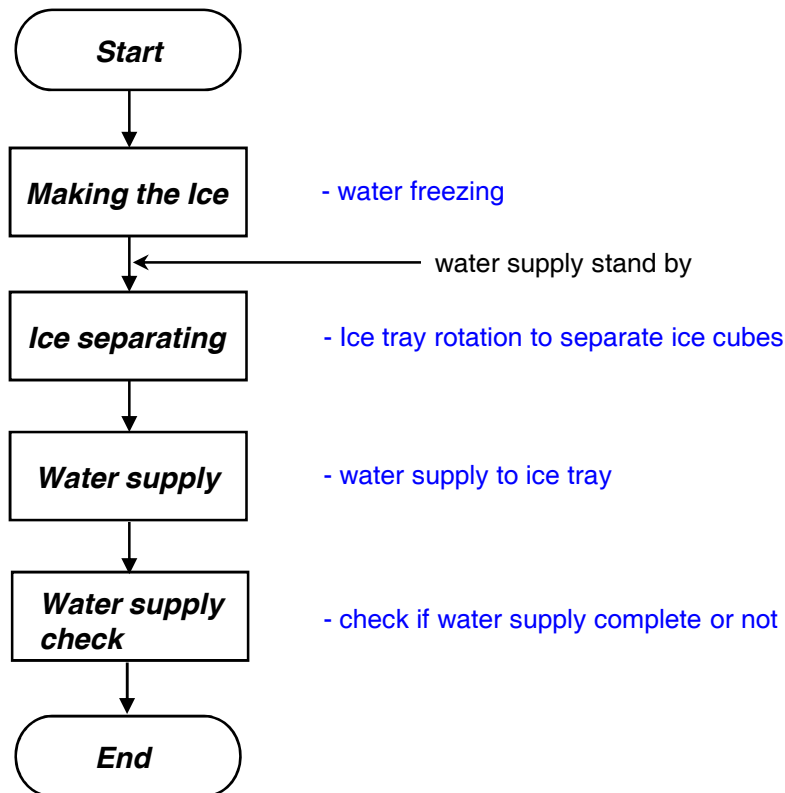 Start
Making the Ice
- water freezing
water supply stand by
Ice separating
- Ice tray rotation to separate ice cubes
Water supply
- water supply to ice tray
Water supply
check
- check if water supply complete or not
End